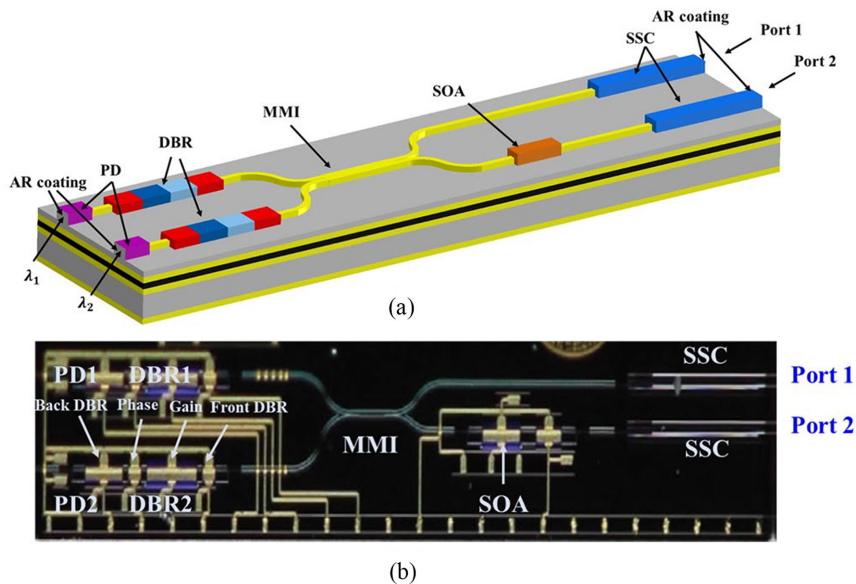 AR coating
Port 1
SSC
Port 2
SOA
MMI
DBR
PD
AR coating
λ₁
λ₂
(a)
PD1 DBR1
SSC
Port 1
Back DBR Phase Gain Front DBR
Port 2
MMI
SSC
PD2 DBR2
SOA
(b)